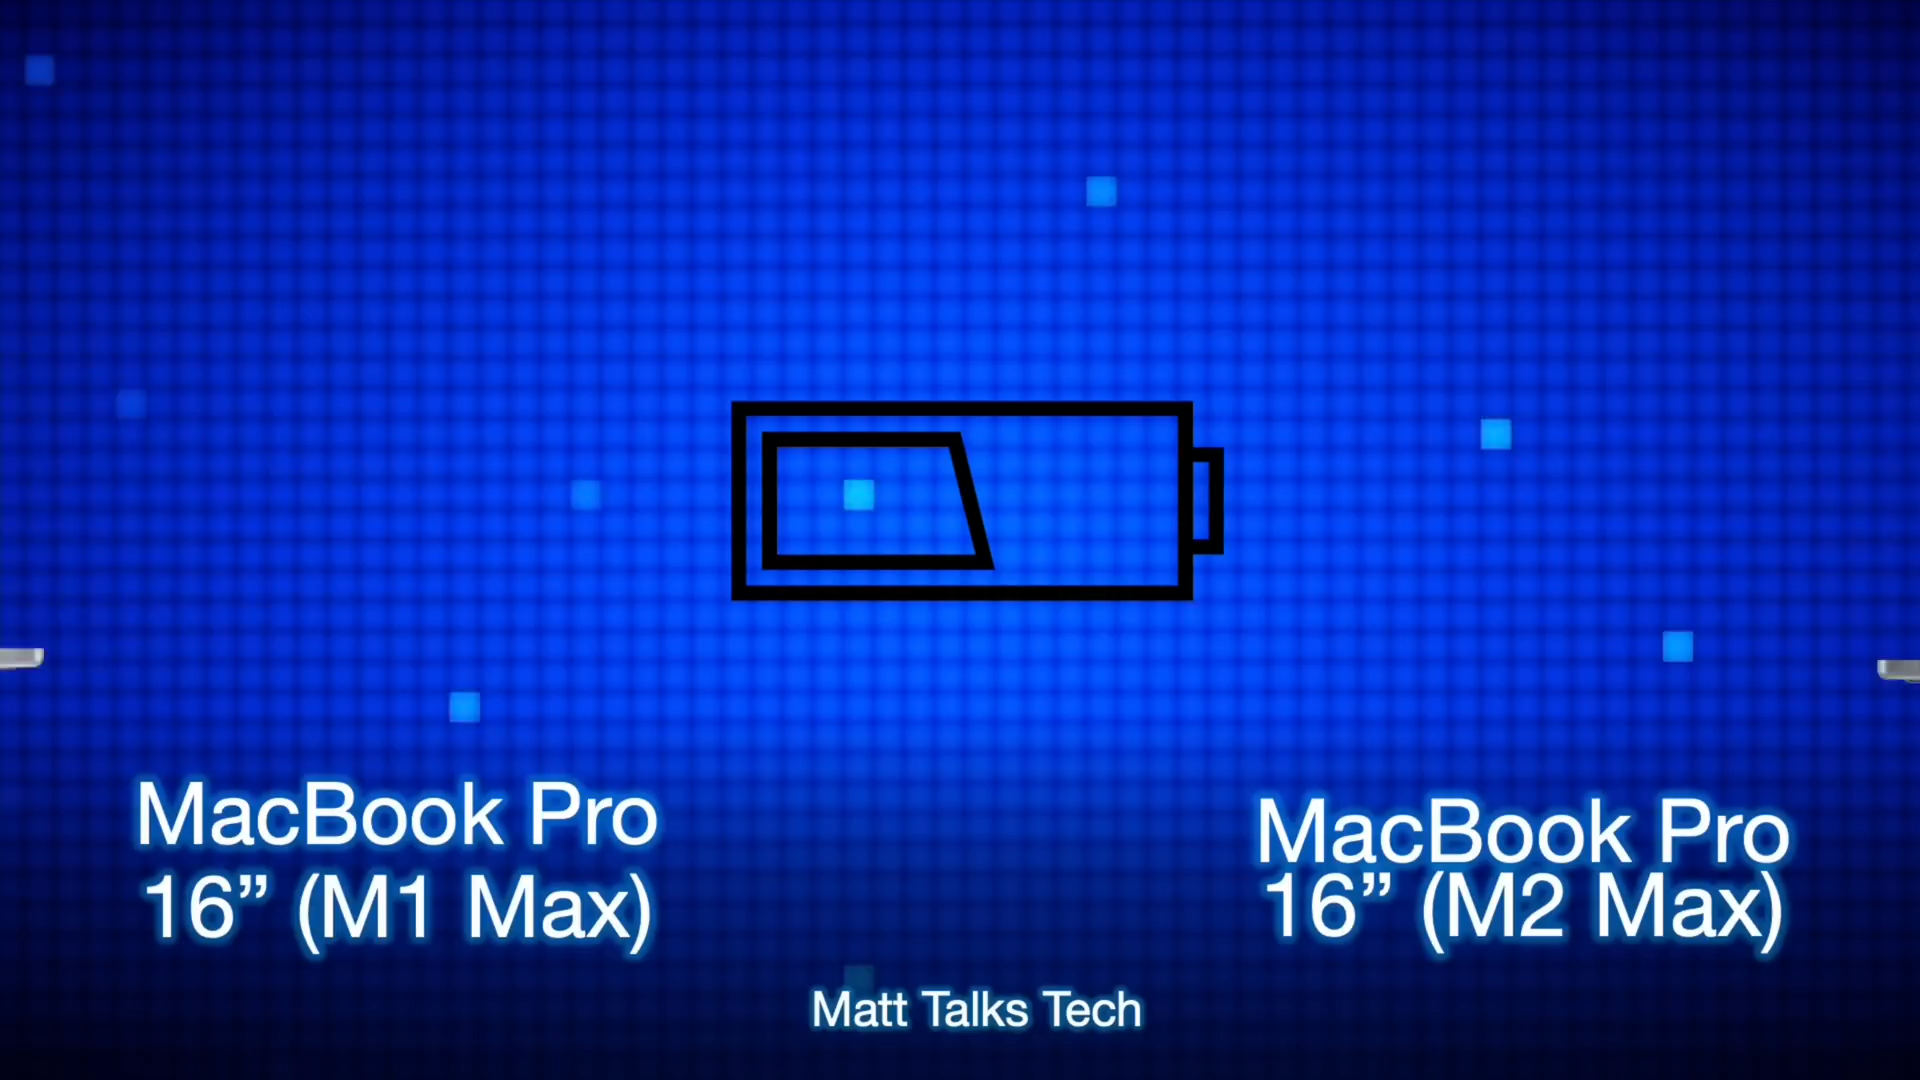 MacBook Pro
16” (M1 Max)
MacBook Pro
16” (M2 Max)
Matt Talks Tech